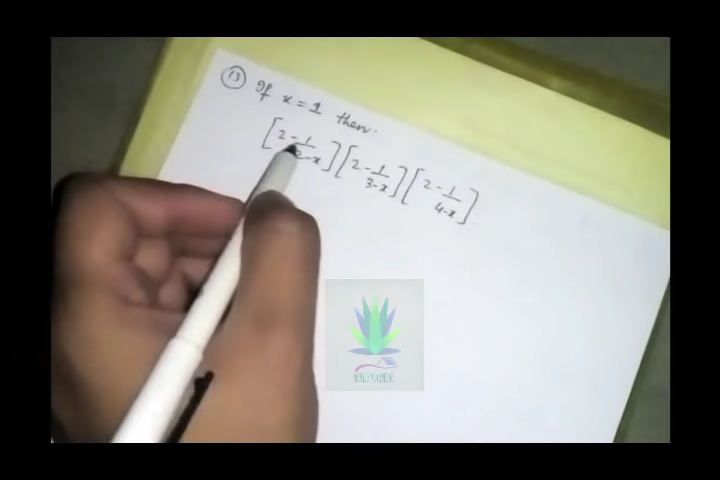 (13) If x = 1 then.
[2 - 1/2-x] [2 - 1/3-x] [2 - 1/4-x].